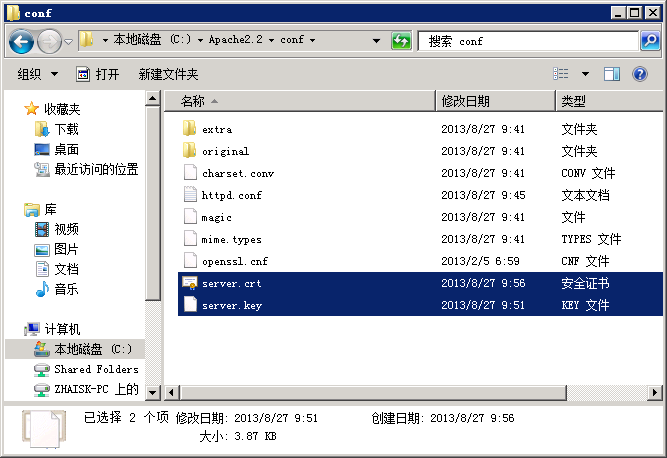 conf
本地磁盘 (C:) Apache2.2 conf 搜索 conf
组织 打开 新建文件夹
收藏夹
下载
桌面
最近访问的位置
库
视频
图片
文档
音乐
计算机
本地磁盘 (C:)
Shared Folders
ZHAISK-PC 上的
名称 修改日期 类型
extra 2013/8/27 9:41 文件夹
original 2013/8/27 9:41 文件夹
charset.conv 2013/8/27 9:41 CONV 文件
httpd.conf 2013/8/27 9:45 文本文档
magic 2013/8/27 9:41 文件
mime.types 2013/8/27 9:41 TYPES 文件
openssl.cnf 2013/2/5 6:59 CNF 文件
server.crt 2013/8/27 9:56 安全证书
server.key 2013/8/27 9:51 KEY 文件
已选择 2 个项 修改日期: 2013/8/27 9:51 创建日期: 2013/8/27 9:56
大小: 3.87 KB